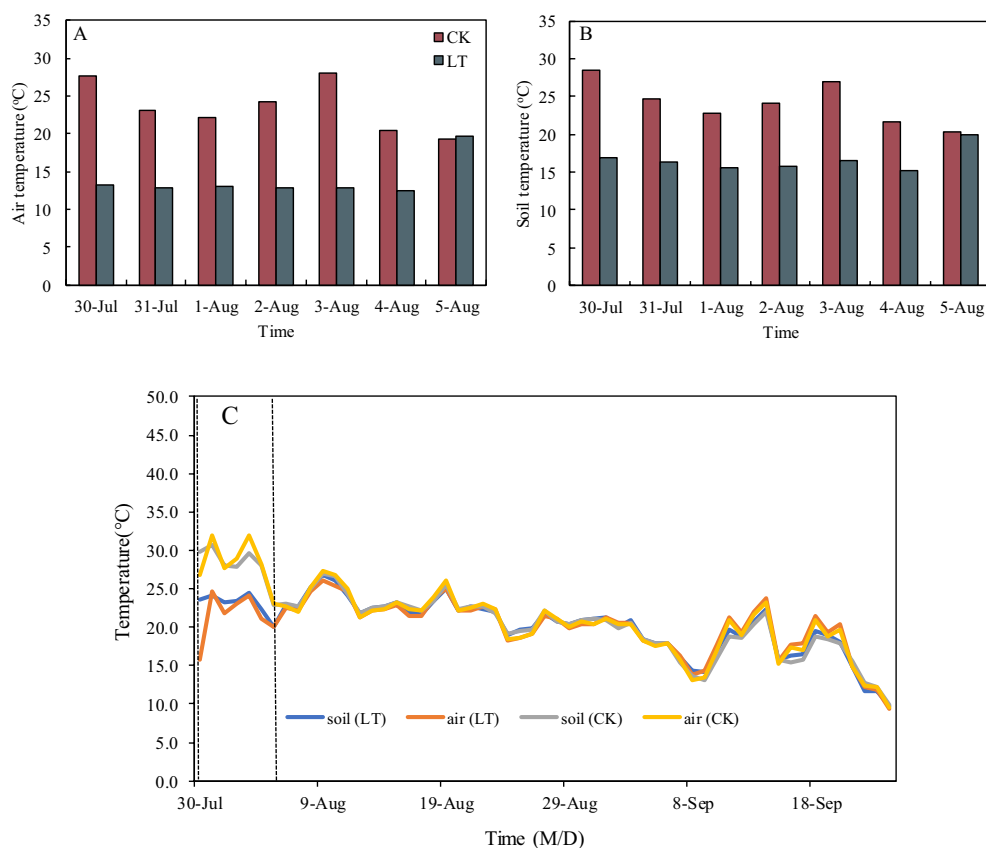 A
CK
LT
Air temperature (°C)
35
30
25
20
15
10
5
0
30-Jul 31-Jul 1-Aug 2-Aug 3-Aug 4-Aug 5-Aug
Time
B
Soil temperature (°C)
35
30
25
20
15
10
5
0
30-Jul 31-Jul 1-Aug 2-Aug 3-Aug 4-Aug 5-Aug
Time
C
Temperature(°C)
50.0
45.0
40.0
35.0
30.0
25.0
20.0
15.0
10.0
5.0
0.0
soil (LT) air (LT) soil (CK) air (CK)
30-Jul 9-Aug 19-Aug 29-Aug 8-Sep 18-Sep
Time (M/D)